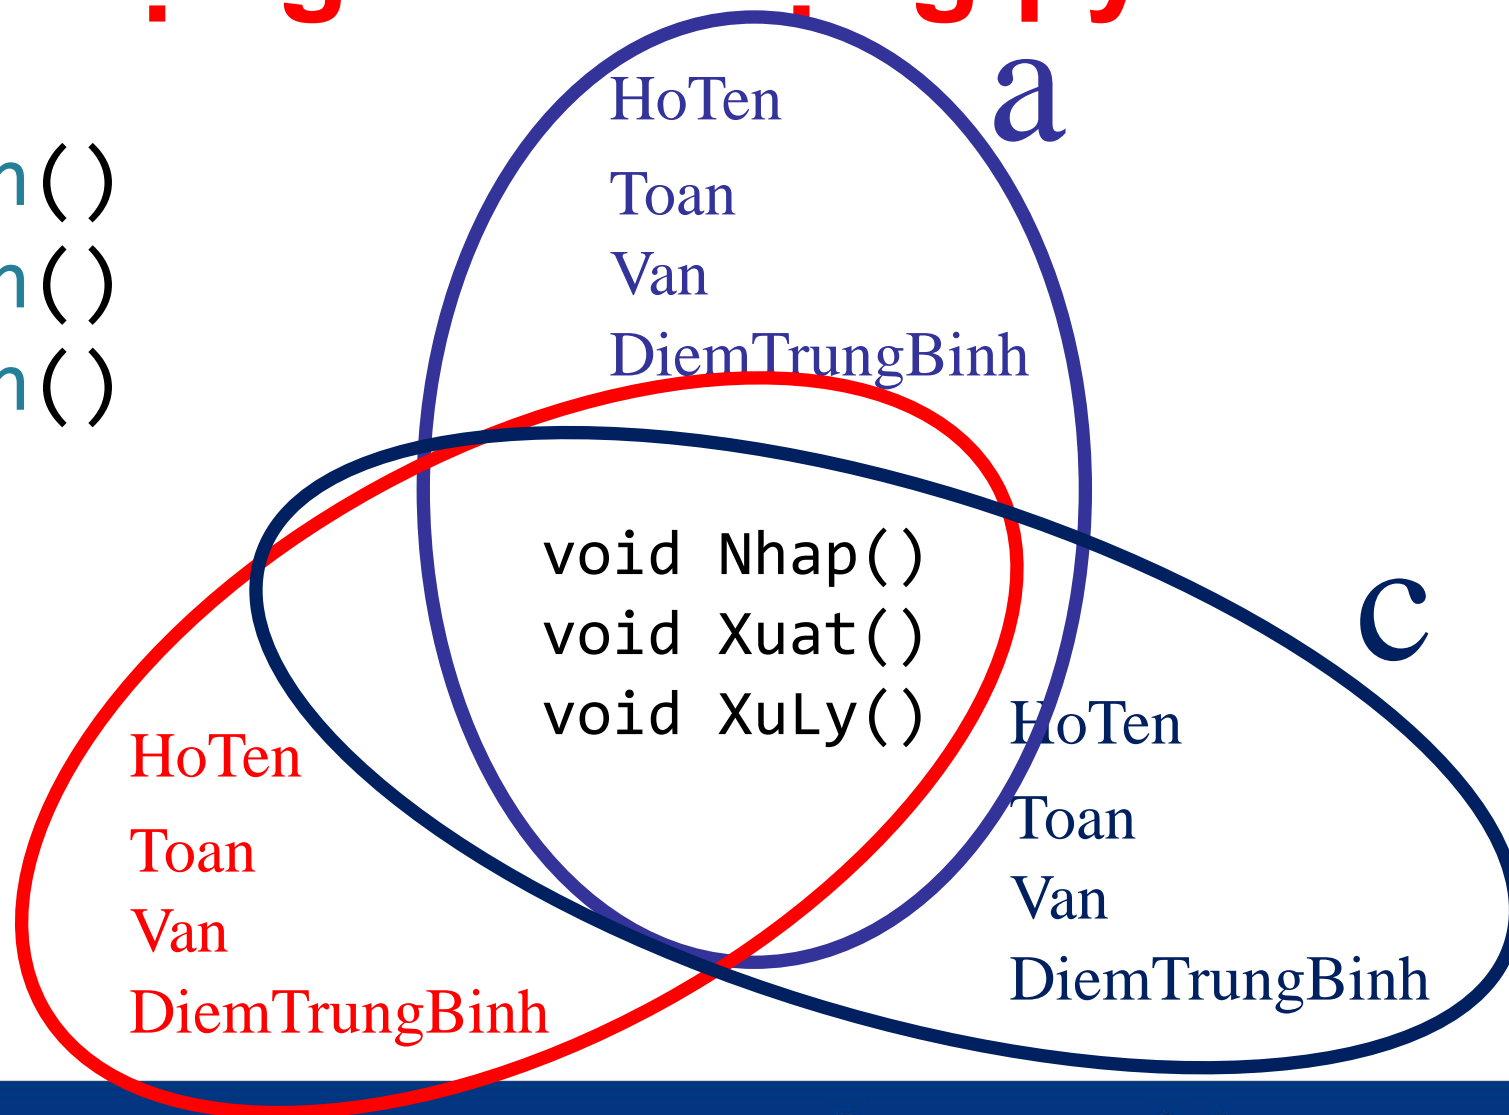 a
HoTen
Toan
Van
DiemTrungBinh
n()
n()
n()
void Nhap()
void Xuat()
void XuLy()
c
HoTen
Toan
Van
DiemTrungBinh
HoTen
Toan
Van
DiemTrungBinh